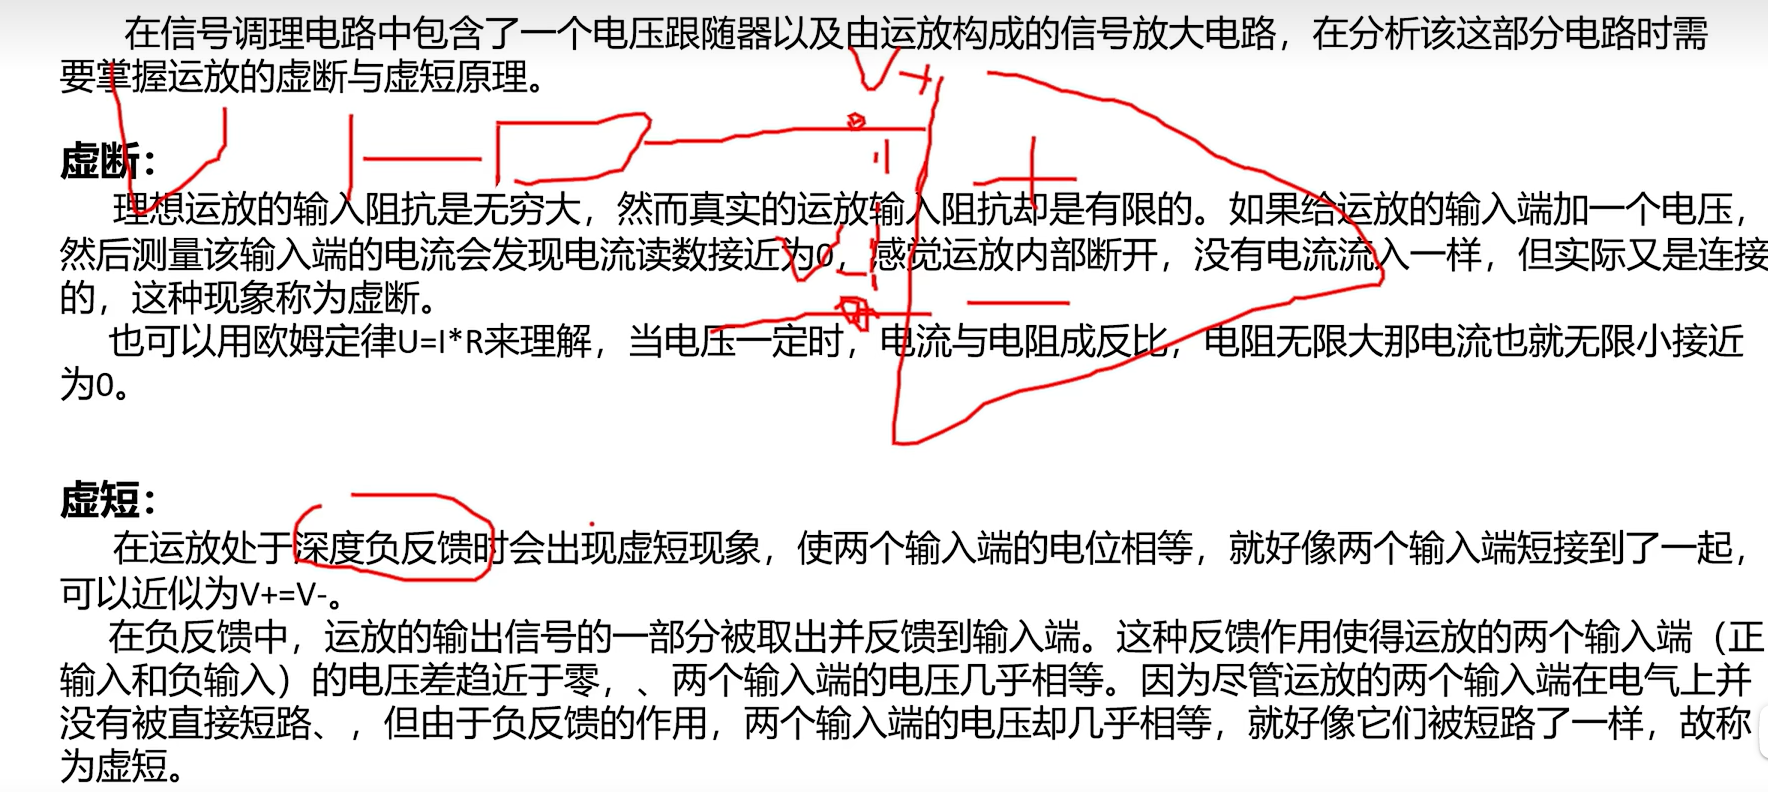 在信号调理电路中包含了一个电压跟随器以及由运放构成的信号放大电路，在分析该这部分电路时需
要掌握运放的虚断与虚短原理。
V+
虚断：
理想运放的输入阻抗是无穷大，然而真实的运放输入阻抗却是有限的。如果给运放的输入端加一个电压，
然后测量该输入端的电流会发现电流读数接近为0，感觉运放内部断开，没有电流流入一样，但实际又是连接
V-
的，这种现象称为虚断。
也可以用欧姆定律U=I*R来理解，当电压一定时，电流与电阻成反比，电阻无限大那电流也就无限小接近
为0。
虚短：
在运放处于深度负反馈时会出现虚短现象，使两个输入端的电位相等，就好像两个输入端短接到了一起，
可以近似为V+=V-。
在负反馈中，运放的输出信号的一部分被取出并反馈到输入端。这种反馈作用使得运放的两个输入端（正
输入和负输入）的电压差趋近于零，、两个输入端的电压几乎相等。因为尽管运放的两个输入端在电气上并
没有被直接短路、，但由于负反馈的作用，两个输入端的电压却几乎相等，就好像它们被短路了一样，故称
为虚短。